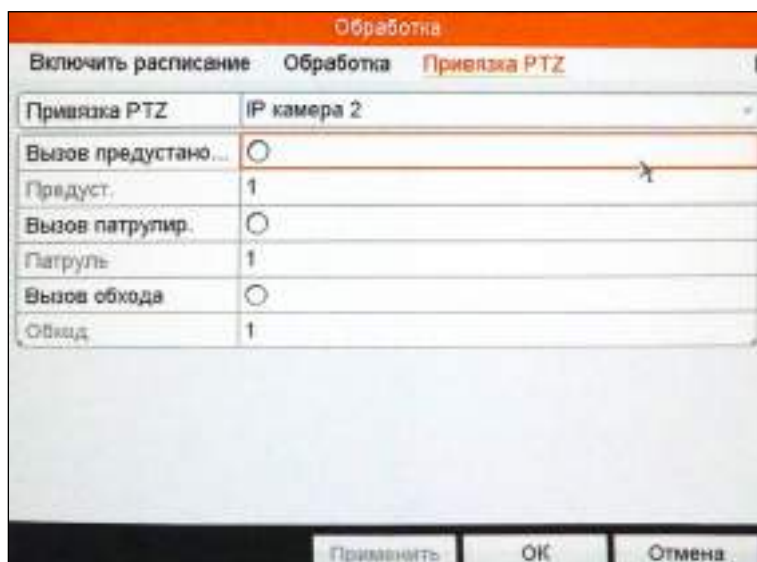 Обработка
Включить расписание Обработка Привязка PTZ
Привязка PTZ IP камера 2
Вызов предустано...
Предуст. 1
Вызов патрулир.
Патруль 1
Вызов обхода
Обход 1
Применить OK Отмена